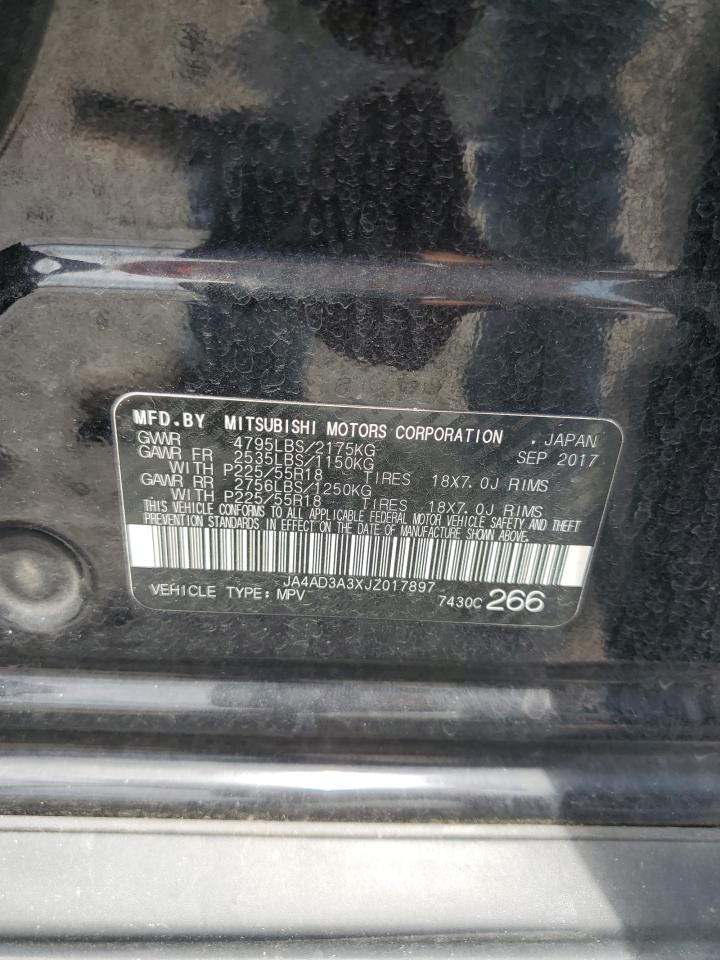 MFD.BY MITSUBISHI MOTORS CORPORATION . JAPAN
GWWR 4795LBS/2175KG SEP 2017
GAWR FR 2535LBS/1150KG
WITH P225/55R18 TIRES 18X7.0J RIMS
GAWR RR 2756LBS/1250KG
WITH P225/55R18 TIRES 18X7.0J RIMS
THIS VEHICLE CONFORMS TO ALL APPLICABLE FEDERAL MOTOR VEHICLE SAFETY AND THEFT
PREVENTION STANDARDS IN EFFECT ON THE DATE OF MANUFACTURE SHOWN ABOVE.
JA4AD3A3XJZ017897
VEHICLE TYPE: MPV 7430C 266